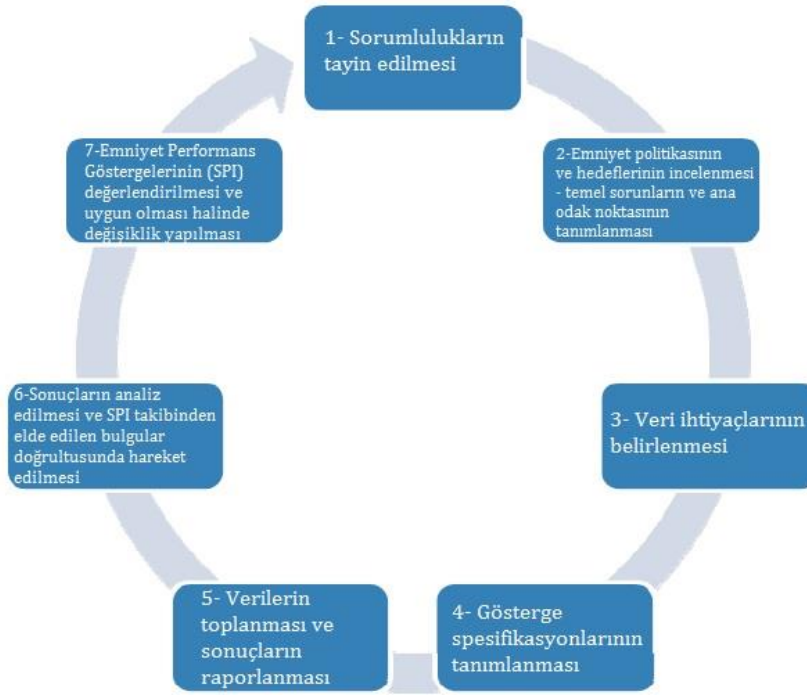 1- Sorumlulukların
tayin edilmesi
2-Emniyet politikasının
ve hedeflerinin incelenmesi
- temel sorunların ve ana
odak noktasının
tanımlanması
3- Veri ihtiyaçlarının
belirlenmesi
4- Gösterge
spesifikasyonlarının
tanımlanması
5- Verilerin
toplanması ve
sonuçların
raporlanması
6-Sonuçların analiz
edilmesi ve SPI takibinden
elde edilen bulgular
doğrultusunda hareket
edilmesi
7-Emniyet Performans
Göstergelerinin (SPI)
değerlendirilmesi ve
uygun olması halinde
değişiklik yapılması